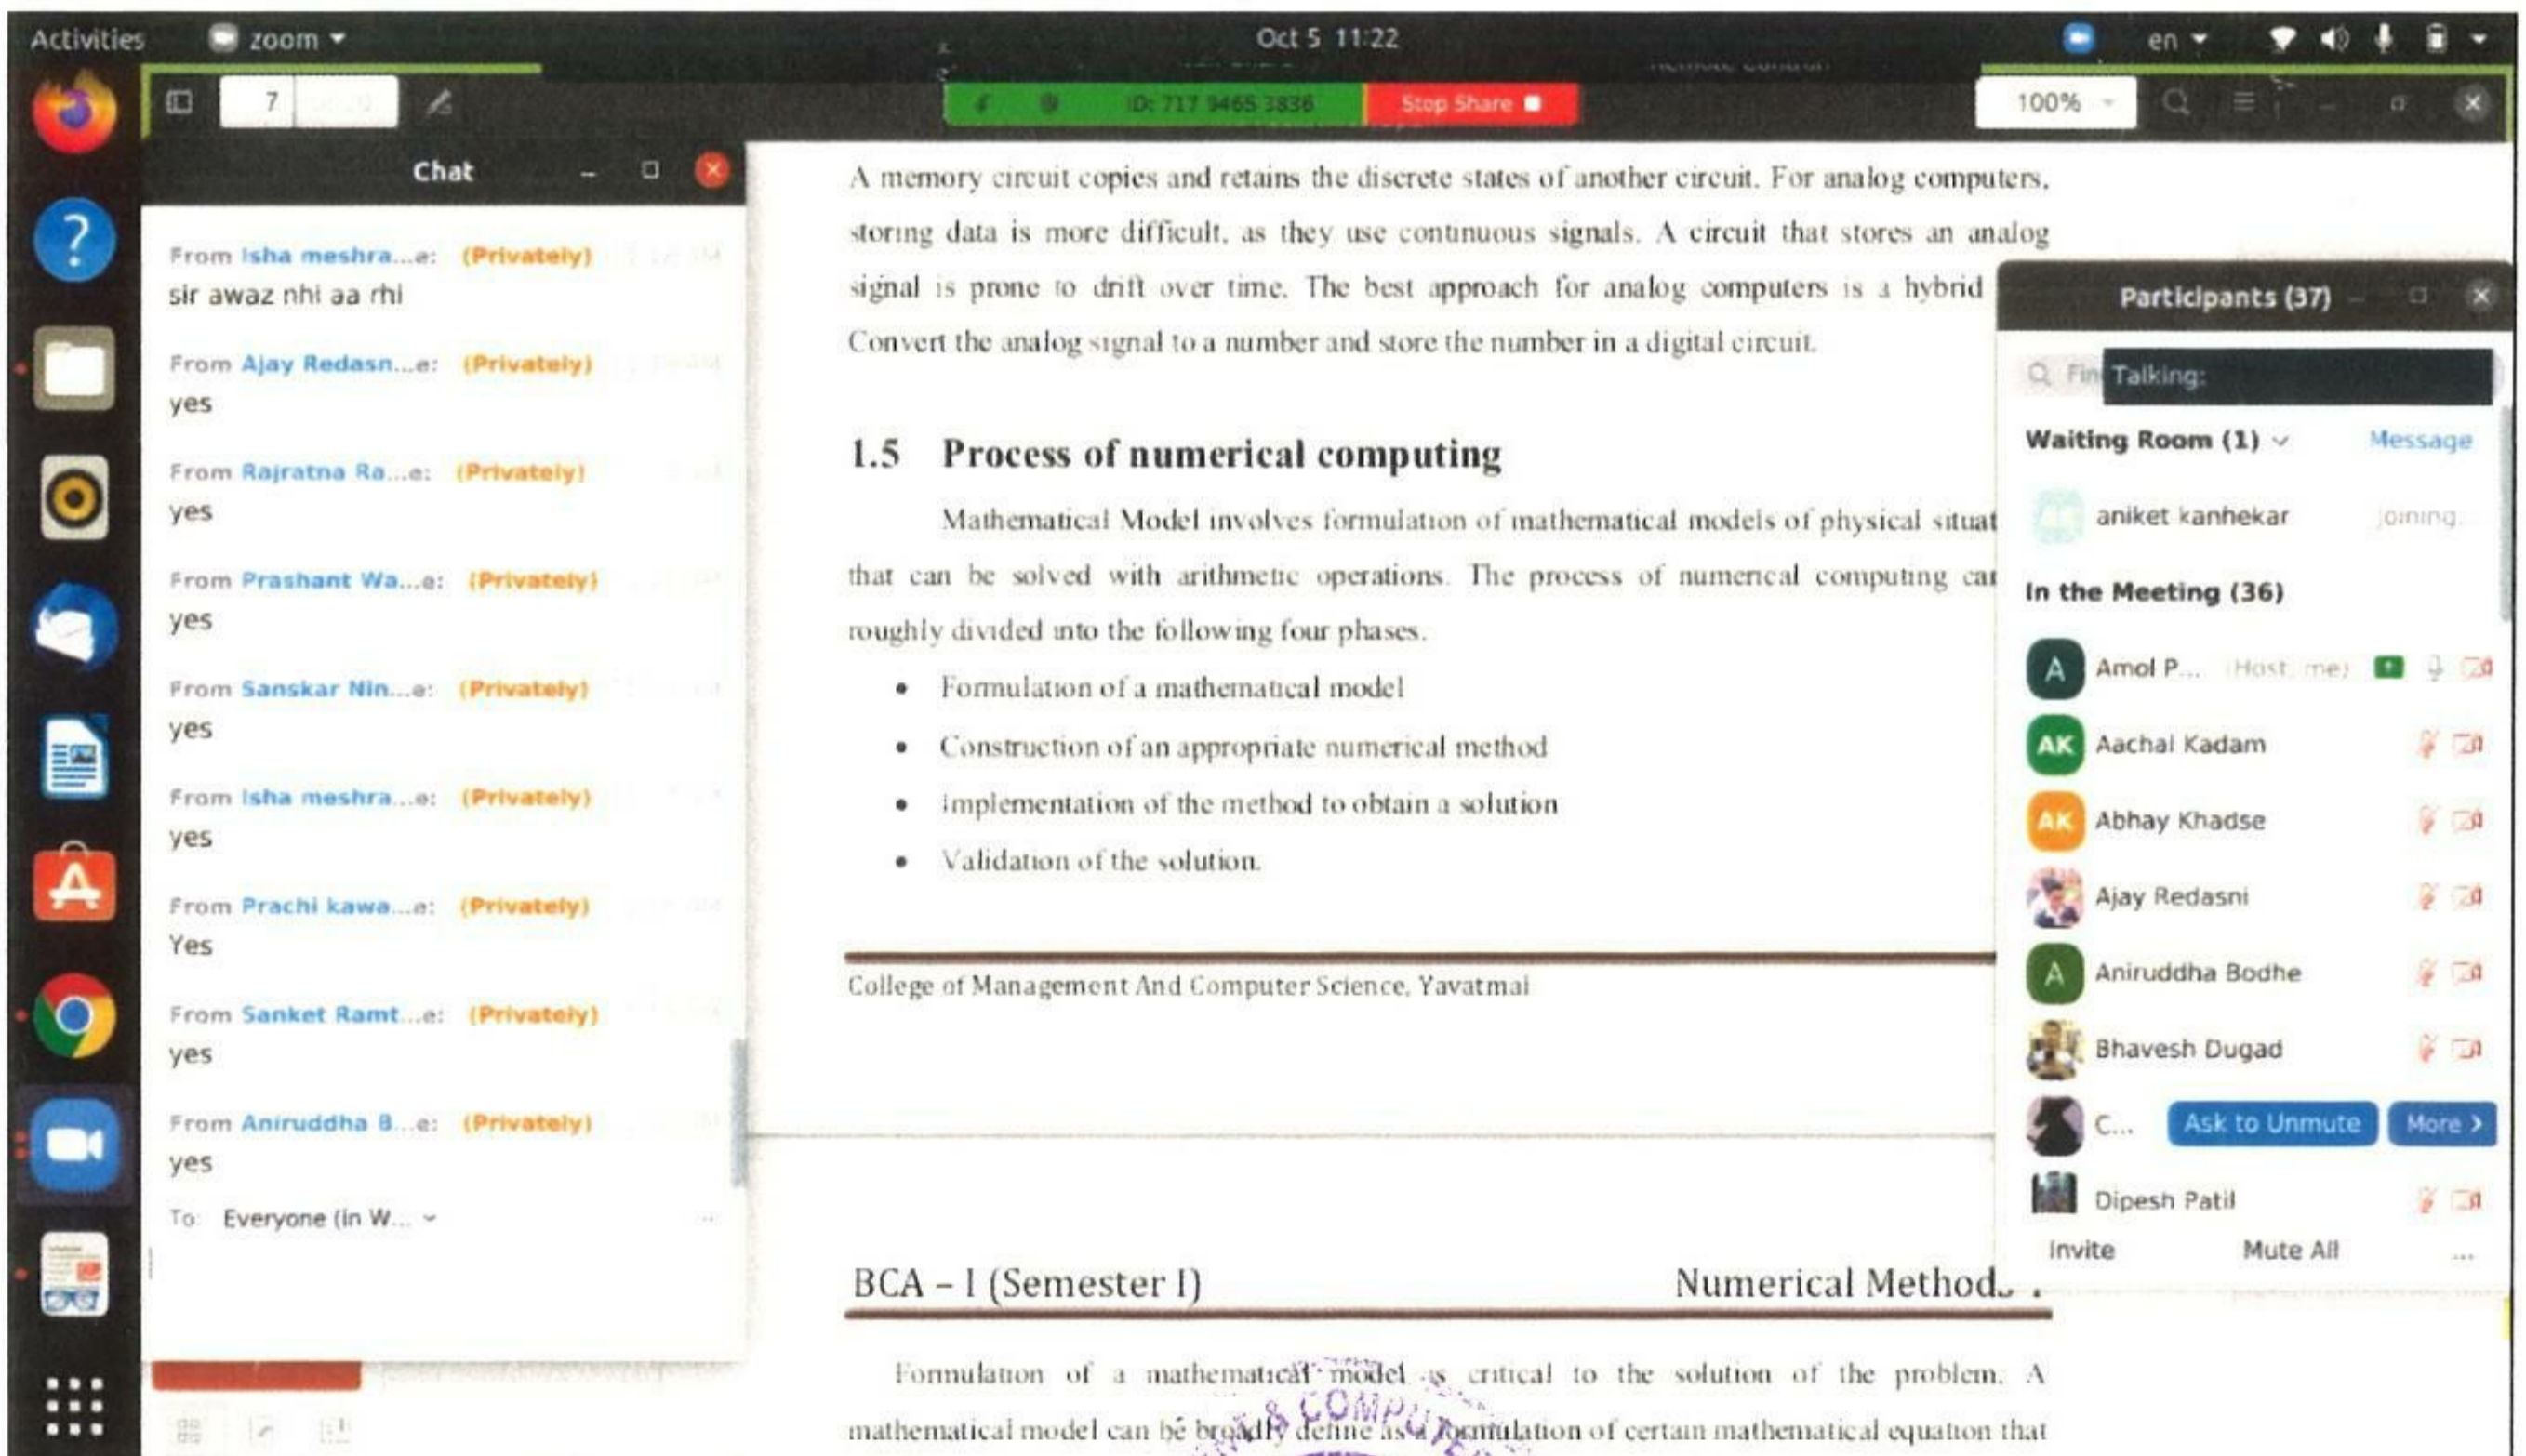 Activities
zoom
Oct 5 11:22
en
7
ID: 717 9465 3836
Stop Share
100%
Chat
From Isha meshra...e: (Privately)
sir awaz nhi aa rhi
From Ajay Redasn...e: (Privately)
yes
From Rajratna Ra...e: (Privately)
yes
From Prashant Wa...e: (Privately)
yes
From Sanskar Nin...e: (Privately)
yes
From Isha meshra...e: (Privately)
yes
From Prachi kawa...e: (Privately)
Yes
From Sanket Ramt...e: (Privately)
yes
From Aniruddha B...e: (Privately)
yes
To: Everyone (in W...
A memory circuit copies and retains the discrete states of another circuit. For analog computers,
storing data is more difficult, as they use continuous signals. A circuit that stores an analog
signal is prone to drift over time. The best approach for analog computers is a hybrid
Convert the analog signal to a number and store the number in a digital circuit.
1.5 Process of numerical computing
Mathematical Model involves formulation of mathematical models of physical situat
that can be solved with arithmetic operations. The process of numerical computing car
roughly divided into the following four phases.
• Formulation of a mathematical model
• Construction of an appropriate numerical method
• Implementation of the method to obtain a solution
• Validation of the solution.
College of Management And Computer Science, Yavatmal
BCA – I (Semester I) Numerical Methods
Formulation of a mathematical model is critical to the solution of the problem. A
mathematical model can be broadly define as a formulation of certain mathematical equation that
& COMPUTE
Participants (37)
Fin Talking:
Waiting Room (1) Message
aniket kanhekar joining...
In the Meeting (36)
A Amol P... (Host, me)
AK Aachal Kadam
AK Abhay Khadse
Ajay Redasni
A Aniruddha Bodhe
Bhavesh Dugad
C... Ask to Unmute More
Dipesh Patil
Invite Mute All ...